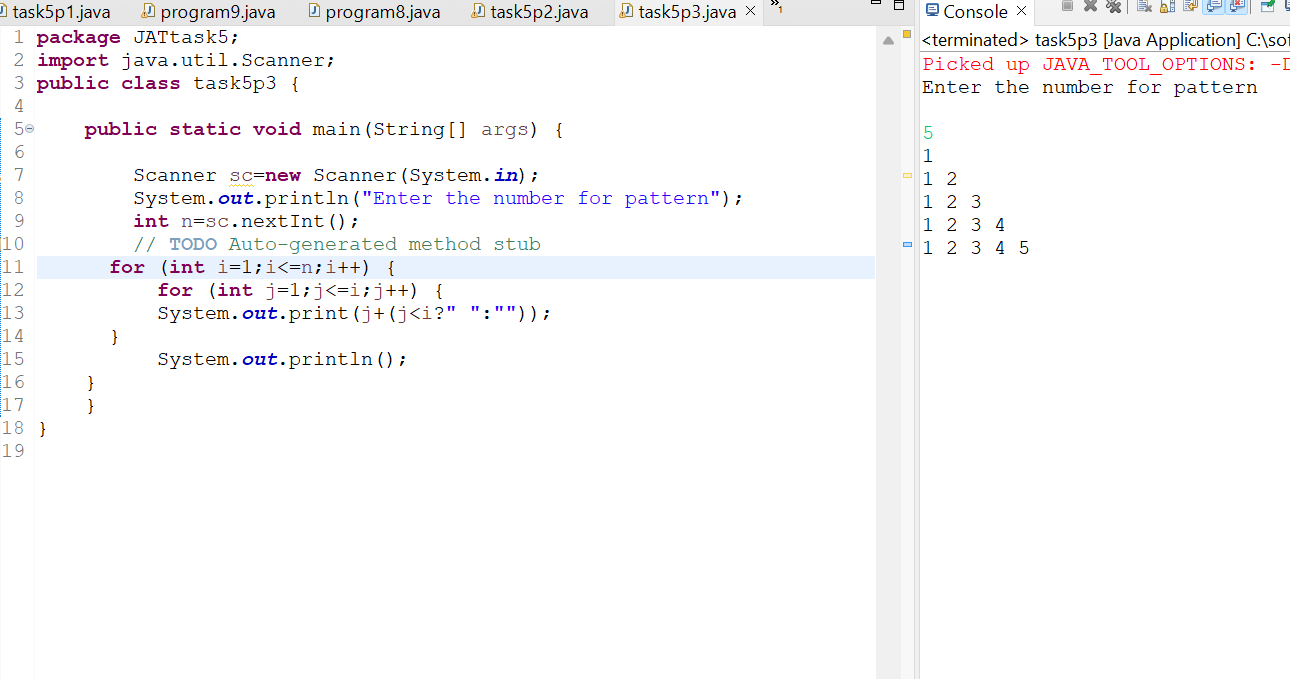 task5p1.java program9.java program8.java task5p2.java task5p3.java × »1
1 package JATtask5;
2 import java.util.Scanner;
3 public class task5p3 {
4
5 public static void main(String[] args) {
6
7 Scanner sc=new Scanner(System.in);
8 System.out.println("Enter the number for pattern");
9 int n=sc.nextInt();
10 // TODO Auto-generated method stub
11 for (int i=1;i<=n;i++) {
12 for (int j=1;j<=i;j++) {
13 System.out.print(j+(j<i?" ":""));
14 }
15 System.out.println();
16 }
17 }
18 }
19
Console ×
<terminated> task5p3 [Java Application] C:\sof
Picked up JAVA_TOOL_OPTIONS: -D
Enter the number for pattern
5
1
1 2
1 2 3
1 2 3 4
1 2 3 4 5